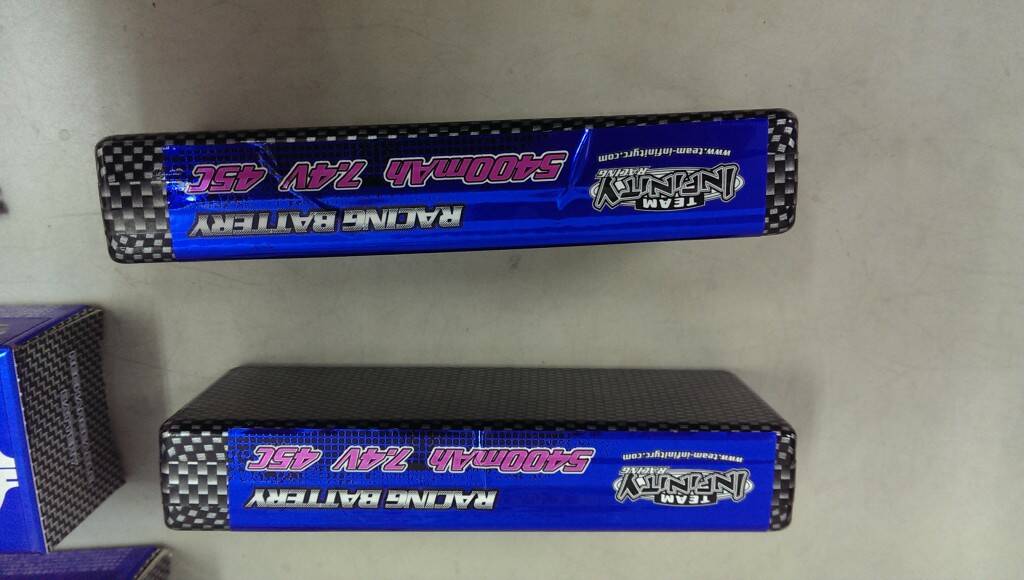 TEAM
INFINITY
RACING
www.team-infinityrc.com
RACING BATTERY
5400mAh 7.4V 45C
TEAM
INFINITY
RACING
www.team-infinityrc.com
RACING BATTERY
5400mAh 7.4V 45C